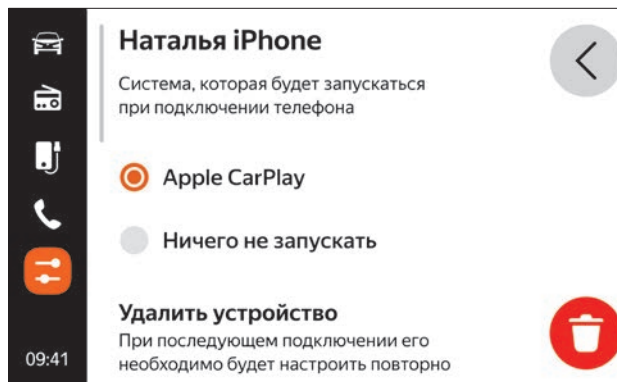 Наталья iPhone
Система, которая будет запускаться
при подключении телефона
Apple CarPlay
Ничего не запускать
Удалить устройство
При последующем подключении его
необходимо будет настроить повторно
09:41